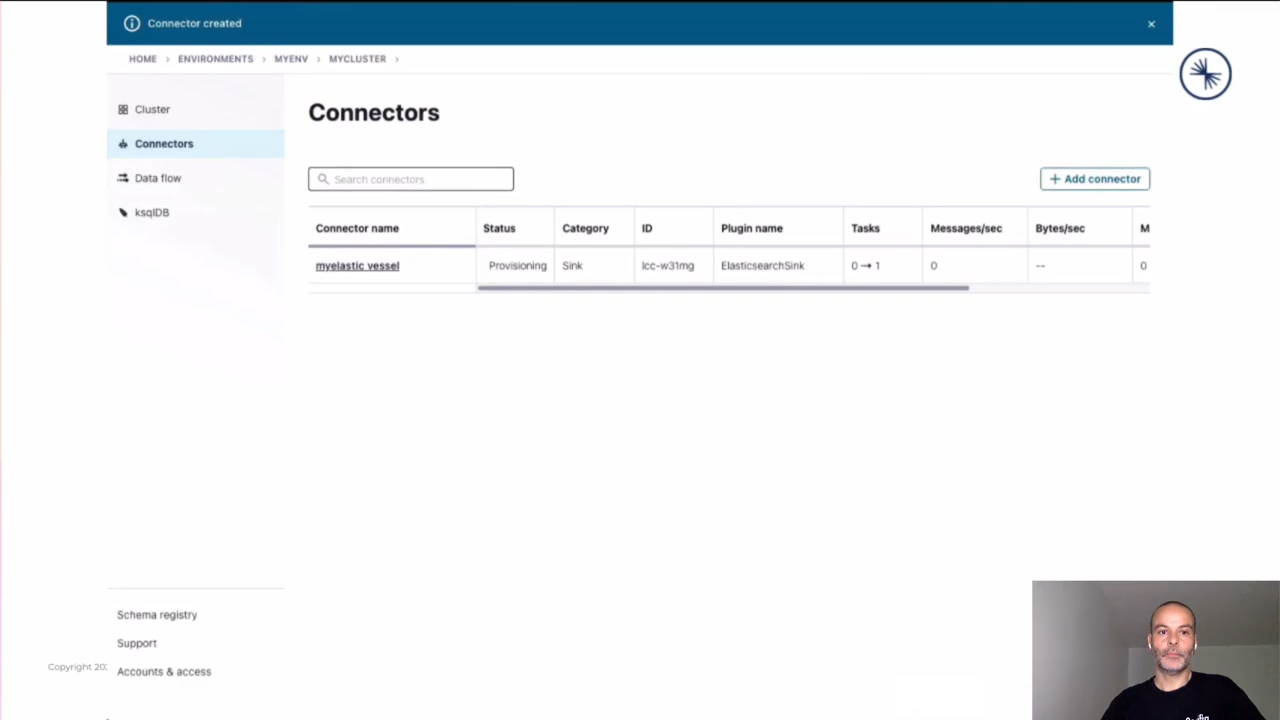 Connector created
HOME > ENVIRONMENTS > MYENV > MYCLUSTER >
Cluster
Connectors
Data flow
ksqlDB
Connectors
Search connectors
+ Add connector
Connector name Status Category ID Plugin name Tasks Messages/sec Bytes/sec M
myelastic vessel Provisioning Sink lcc-w31mg ElasticsearchSink 0 → 1 0 -- 0
Schema registry
Support
Accounts & access
Copyright 202